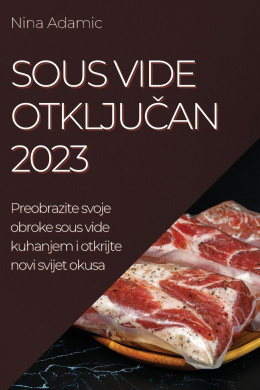 Nina Adamic
SOUS VIDE
OTKLJUČAN
2023
Preobrazite svoje
obroke sous vide
kuhanjem i otkrijte
novi svijet okusa